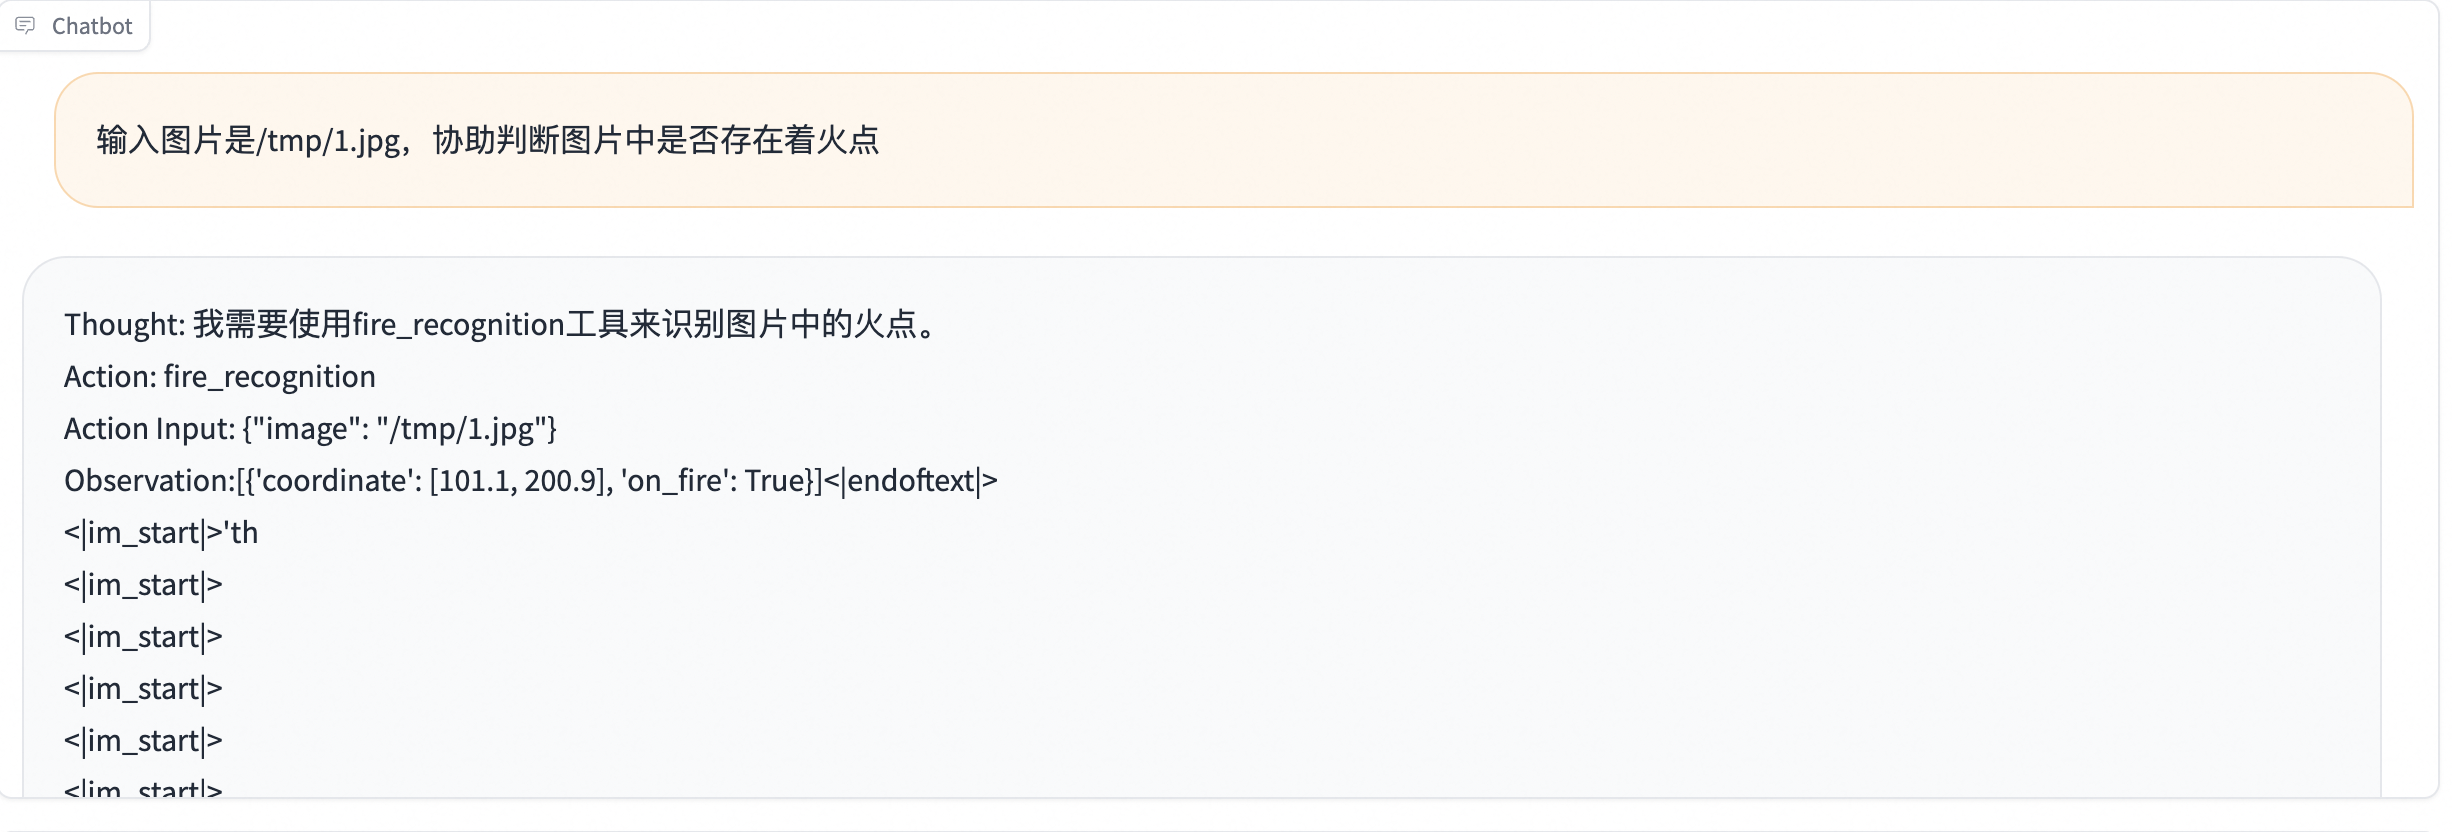 Chatbot
输入图片是/tmp/1.jpg，协助判断图片中是否存在着火点
Thought: 我需要使用fire_recognition工具来识别图片中的火点。
Action: fire_recognition
Action Input: {"image": "/tmp/1.jpg"}
Observation:[{'coordinate': [101.1, 200.9], 'on_fire': True}]<|endoftext|>
<|im_start|>'th
<|im_start|>
<|im_start|>
<|im_start|>
<|im_start|>
<|im_start|>